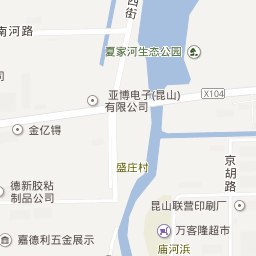 西街
南河路
夏家河生态公园
公司
亚博电子(昆山)
有限公司
X104
金亿锝
盛庄村
京胡路
德新胶粘
制品公司
昆山联营印刷厂
万客隆超市
嘉德利五金展示
庙河浜